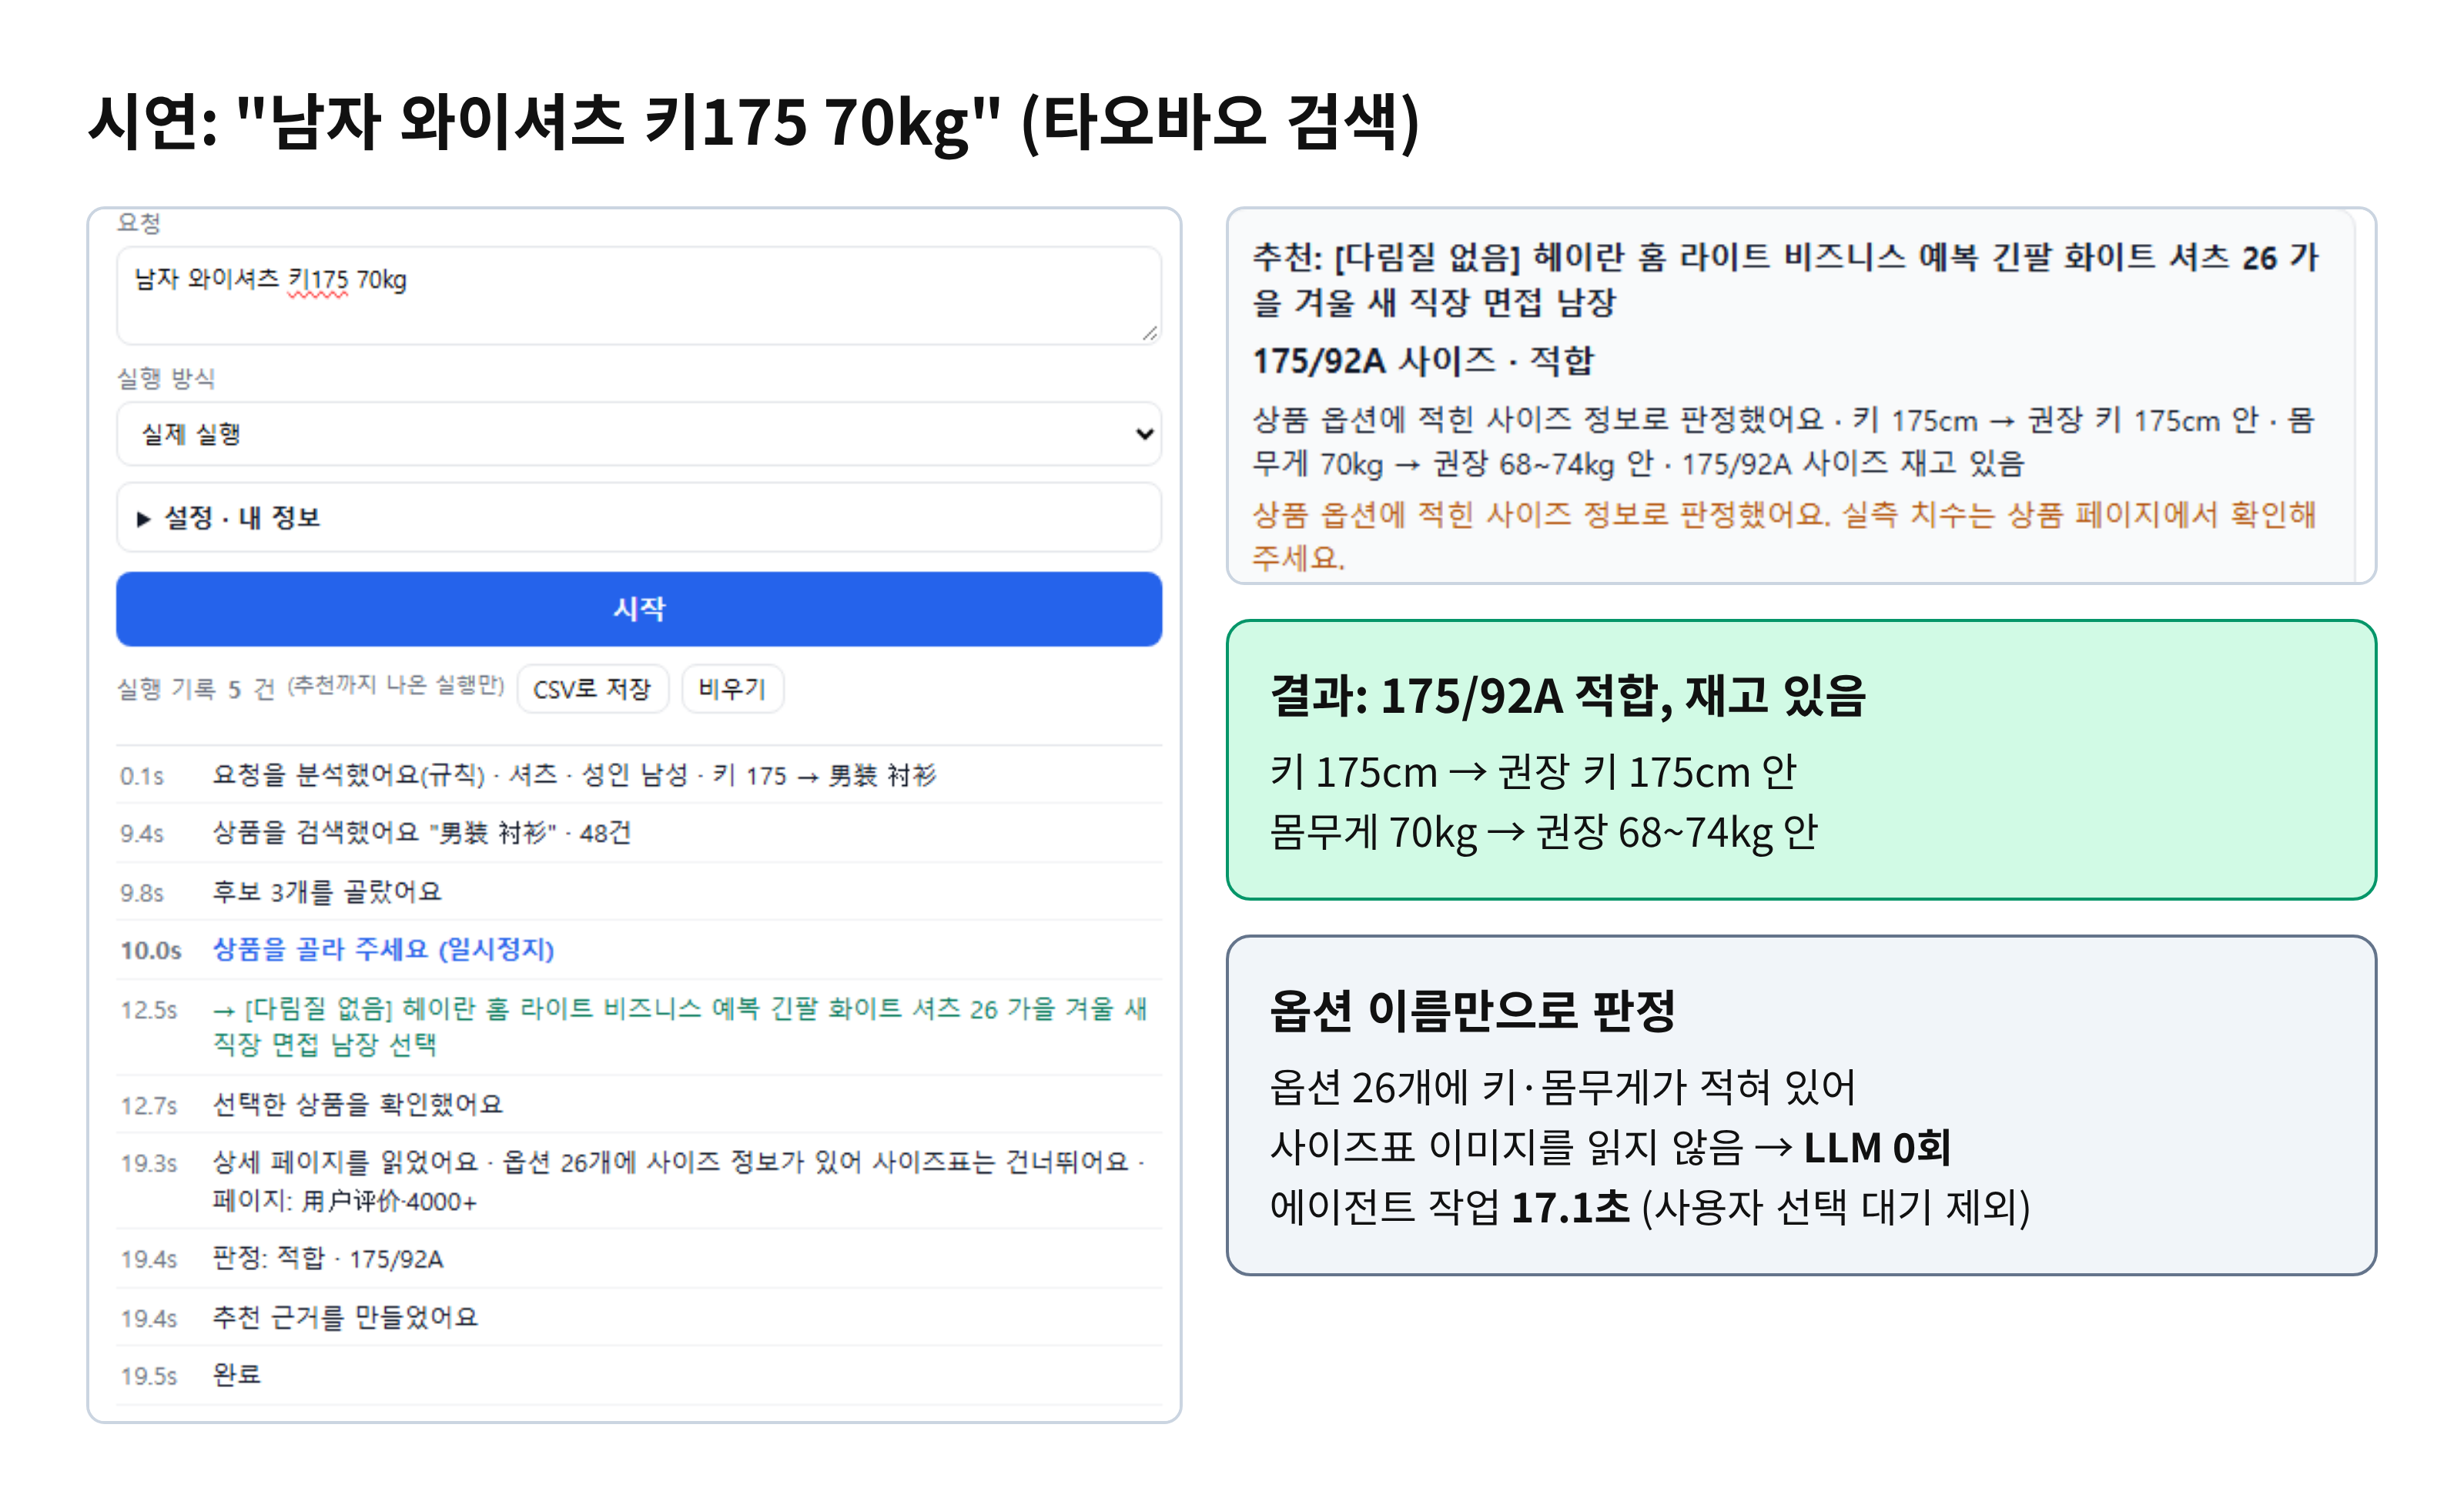 시연: "남자 와이셔츠 키175 70kg" (타오바오 검색)
요청
남자 와이셔츠 키175 70kg
실행 방식
실제 실행
▶ 설정 · 내 정보
시작
실행 기록 5 건 (추천까지 나온 실행만) CSV로 저장 비우기
0.1s 요청을 분석했어요(규칙) · 셔츠 · 성인 남성 · 키 175 → 男装 衬衫
9.4s 상품을 검색했어요 "男装 衬衫" · 48건
9.8s 후보 3개를 골랐어요
10.0s 상품을 골라 주세요 (일시정지)
12.5s → [다림질 없음] 헤이란 홈 라이트 비즈니스 예복 긴팔 화이트 셔츠 26 가을 겨울 새
직장 면접 남장 선택
12.7s 선택한 상품을 확인했어요
19.3s 상세 페이지를 읽었어요 · 옵션 26개에 사이즈 정보가 있어 사이즈표는 건너뛰어요 ·
페이지: 用户评价·4000+
19.4s 판정: 적합 · 175/92A
19.4s 추천 근거를 만들었어요
19.5s 완료
추천: [다림질 없음] 헤이란 홈 라이트 비즈니스 예복 긴팔 화이트 셔츠 26 가
을 겨울 새 직장 면접 남장
175/92A 사이즈 · 적합
상품 옵션에 적힌 사이즈 정보로 판정했어요 · 키 175cm → 권장 키 175cm 안 · 몸
무게 70kg → 권장 68~74kg 안 · 175/92A 사이즈 재고 있음
상품 옵션에 적힌 사이즈 정보로 판정했어요. 실측 치수는 상품 페이지에서 확인해
주세요.
결과: 175/92A 적합, 재고 있음
키 175cm → 권장 키 175cm 안
몸무게 70kg → 권장 68~74kg 안
옵션 이름만으로 판정
옵션 26개에 키·몸무게가 적혀 있어
사이즈표 이미지를 읽지 않음 → LLM 0회
에이전트 작업 17.1초 (사용자 선택 대기 제외)